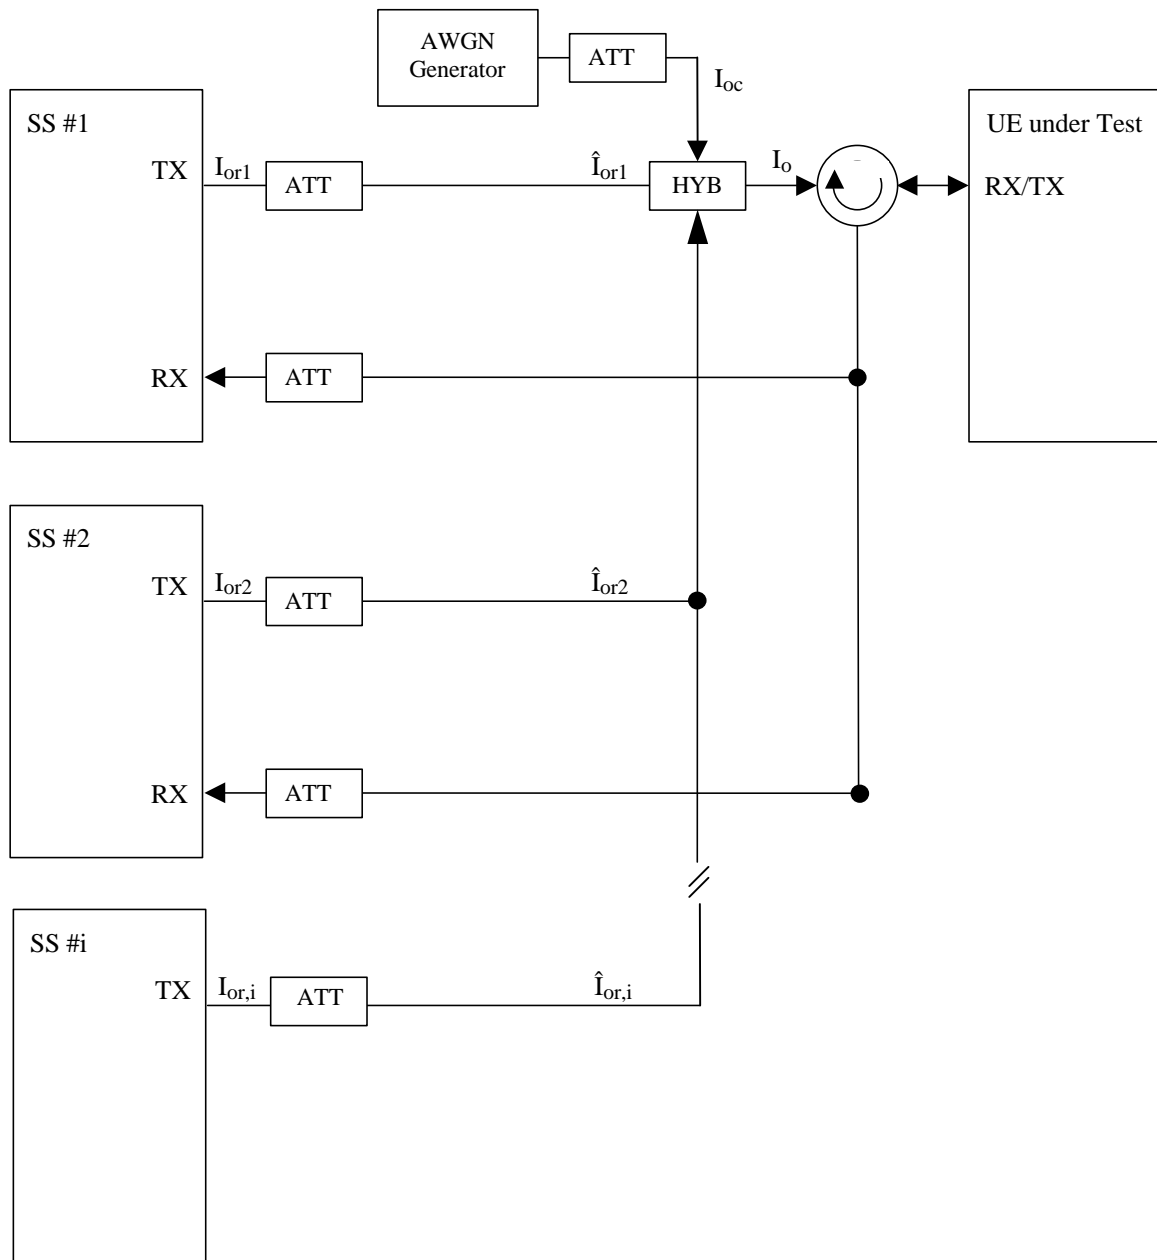 AWGN
Generator
ATT
I_oc
SS #1
TX
I_or1
ATT
Î_or1
HYB
I_o
UE under Test
RX/TX
RX
ATT
SS #2
TX
I_or2
ATT
Î_or2
RX
ATT
SS #i
TX
I_or,i
ATT
Î_or,i